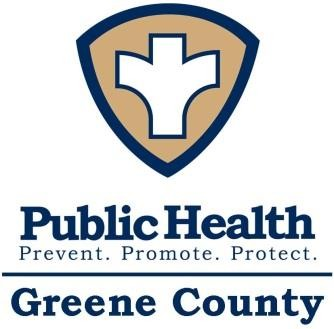 Public Health
Prevent. Promote. Protect.
Greene County